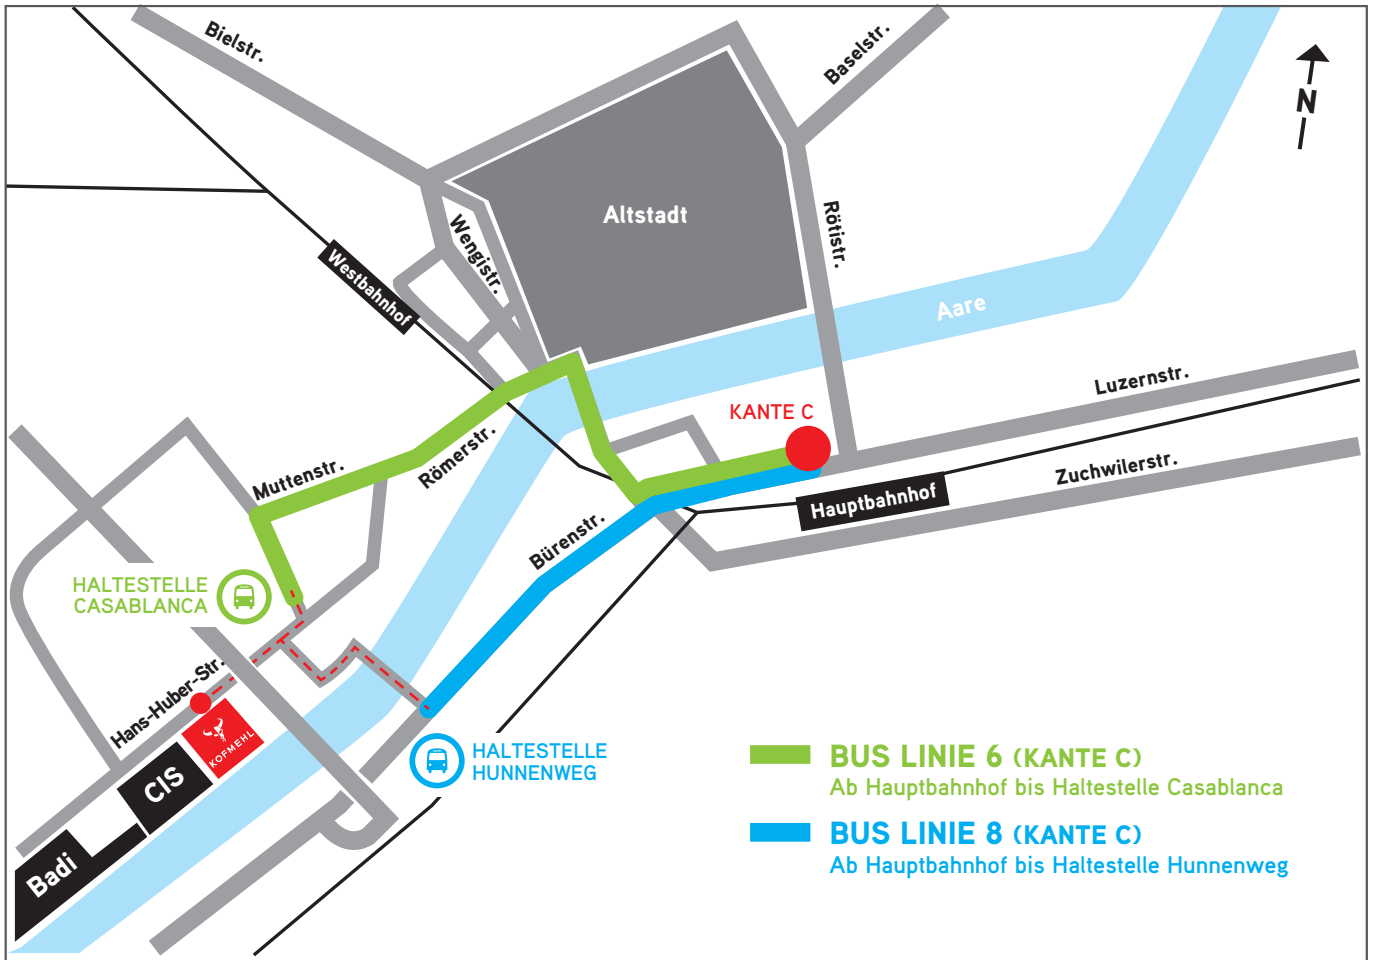 Bielstr.
Baselstr.
N
Altstadt
Wengistr.
Rötistr.
Westbahnhof
Aare
Luzernstr.
KANTE C
Römerstr.
Muttenstr.
Zuchwilerstr.
Hauptbahnhof
Bürenstr.
HALTESTELLE
CASABLANCA
Hans-Huber-Str.
KOFMEHL
CIS
Badi
HALTESTELLE
HUNNENWEG
BUS LINIE 6 (KANTE C)
Ab Hauptbahnhof bis Haltestelle Casablanca
BUS LINIE 8 (KANTE C)
Ab Hauptbahnhof bis Haltestelle Hunnenweg